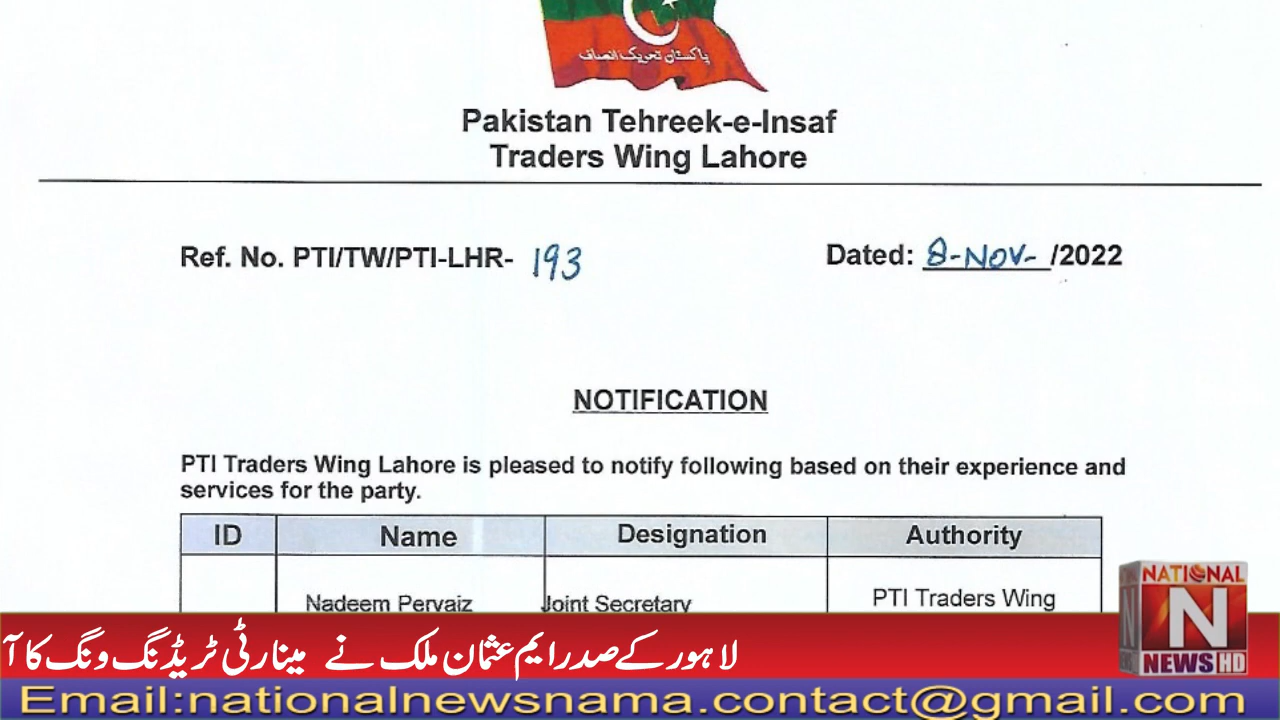 پاکستان تحریک انصاف
Pakistan Tehreek-e-Insaf
Traders Wing Lahore
Ref. No. PTI/TW/PTI-LHR- 193
Dated: 8-NOV- /2022
NOTIFICATION
PTI Traders Wing Lahore is pleased to notify following based on their experience and
services for the party.
ID Name Designation Authority
Nadeem Pervaiz Joint Secretary PTI Traders Wing
NATIONAL
N
NEWS HD
لاہور کے صدر ایم عثمان ملک نے مینارٹی ٹریڈنگ ونگ کا آ
Email:nationalnewsnama.contact@gmail.com